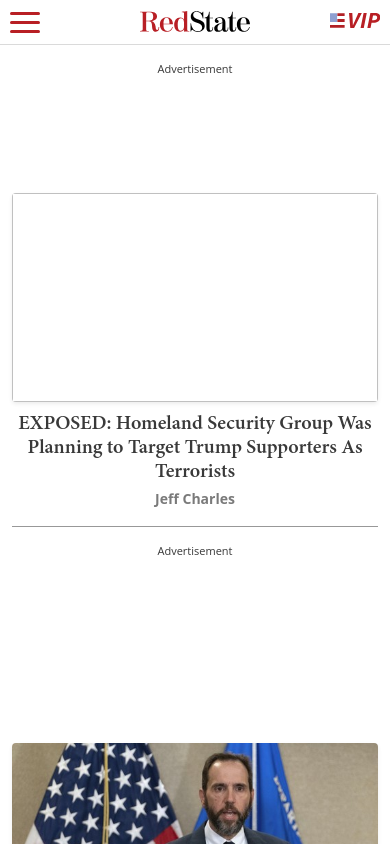 RedState
VIP
Advertisement
EXPOSED: Homeland Security Group Was
Planning to Target Trump Supporters As
Terrorists
Jeff Charles
Advertisement